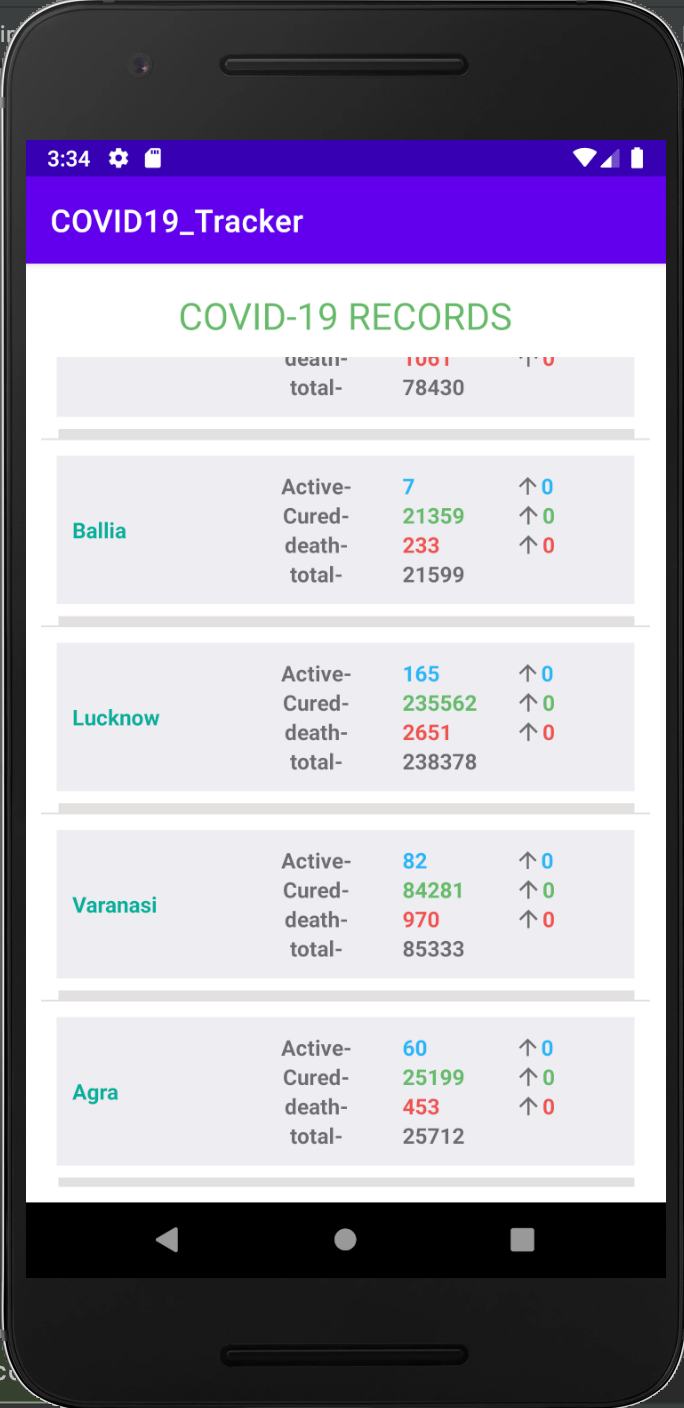 3:34
COVID19_Tracker
COVID-19 RECORDS
death- 1061 ↑ 0
total- 78430
Active- 7 ↑ 0
Cured- 21359 ↑ 0
Ballia
death- 233 ↑ 0
total- 21599
Active- 165 ↑ 0
Cured- 235562 ↑ 0
Lucknow
death- 2651 ↑ 0
total- 238378
Active- 82 ↑ 0
Cured- 84281 ↑ 0
Varanasi
death- 970 ↑ 0
total- 85333
Active- 60 ↑ 0
Cured- 25199 ↑ 0
Agra
death- 453 ↑ 0
total- 25712